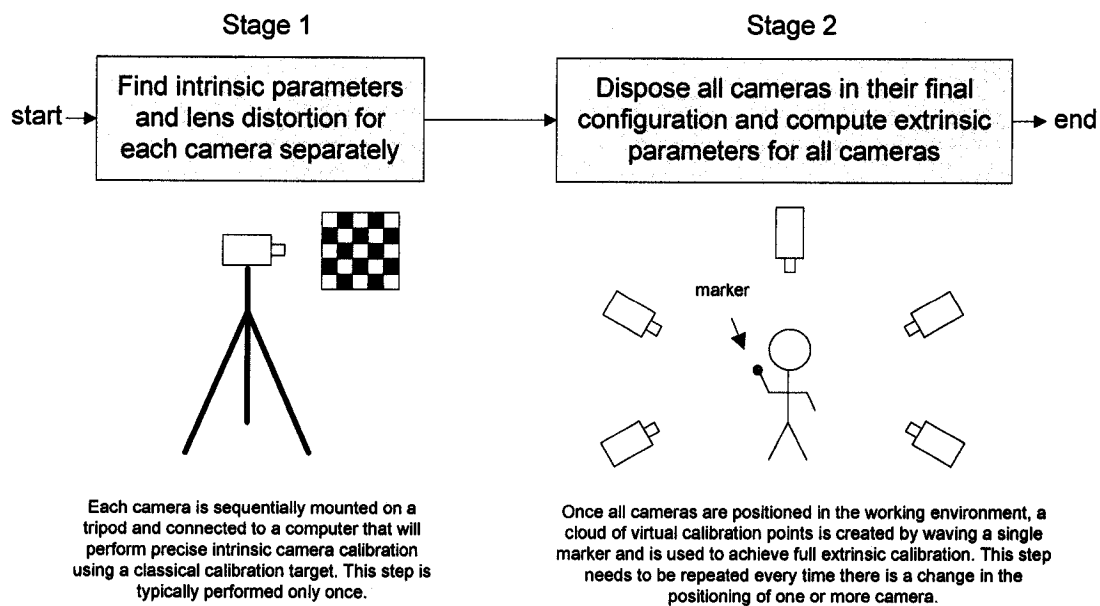 Stage 1
Stage 2
start
Find intrinsic parameters
and lens distortion for
each camera separately
Dispose all cameras in their final
configuration and compute extrinsic
parameters for all cameras
end
marker
Each camera is sequentially mounted on a
tripod and connected to a computer that will
perform precise intrinsic camera calibration
using a classical calibration target. This step is
typically performed only once.
Once all cameras are positioned in the working environment, a
cloud of virtual calibration points is created by waving a single
marker and is used to achieve full extrinsic calibration. This step
needs to be repeated every time there is a change in the
positioning of one or more camera.